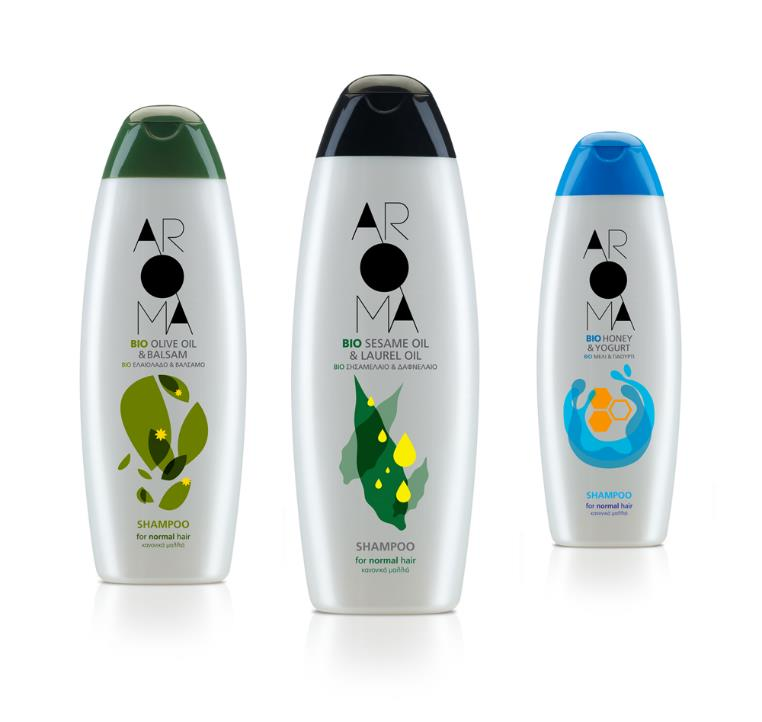 AR
O
MA
BIO OLIVE OIL
& BALSAM
BIO ΕΛΑΙΟΛΑΔΟ & ΒΑΛΣΑΜΟ
SHAMPOO
for normal hair
κανονικά μαλλιά
AR
O
MA
BIO SESAME OIL
& LAUREL OIL
BIO ΣΗΣΑΜΕΛΑΙΟ & ΔΑΦΝΕΛΑΙΟ
SHAMPOO
for normal hair
κανονικά μαλλιά
AR
O
MA
BIO HONEY
& YOGURT
BIO ΜΕΛΙ & ΓΙΑΟΥΡΤΙ
SHAMPOO
for normal hair
κανονικά μαλλιά